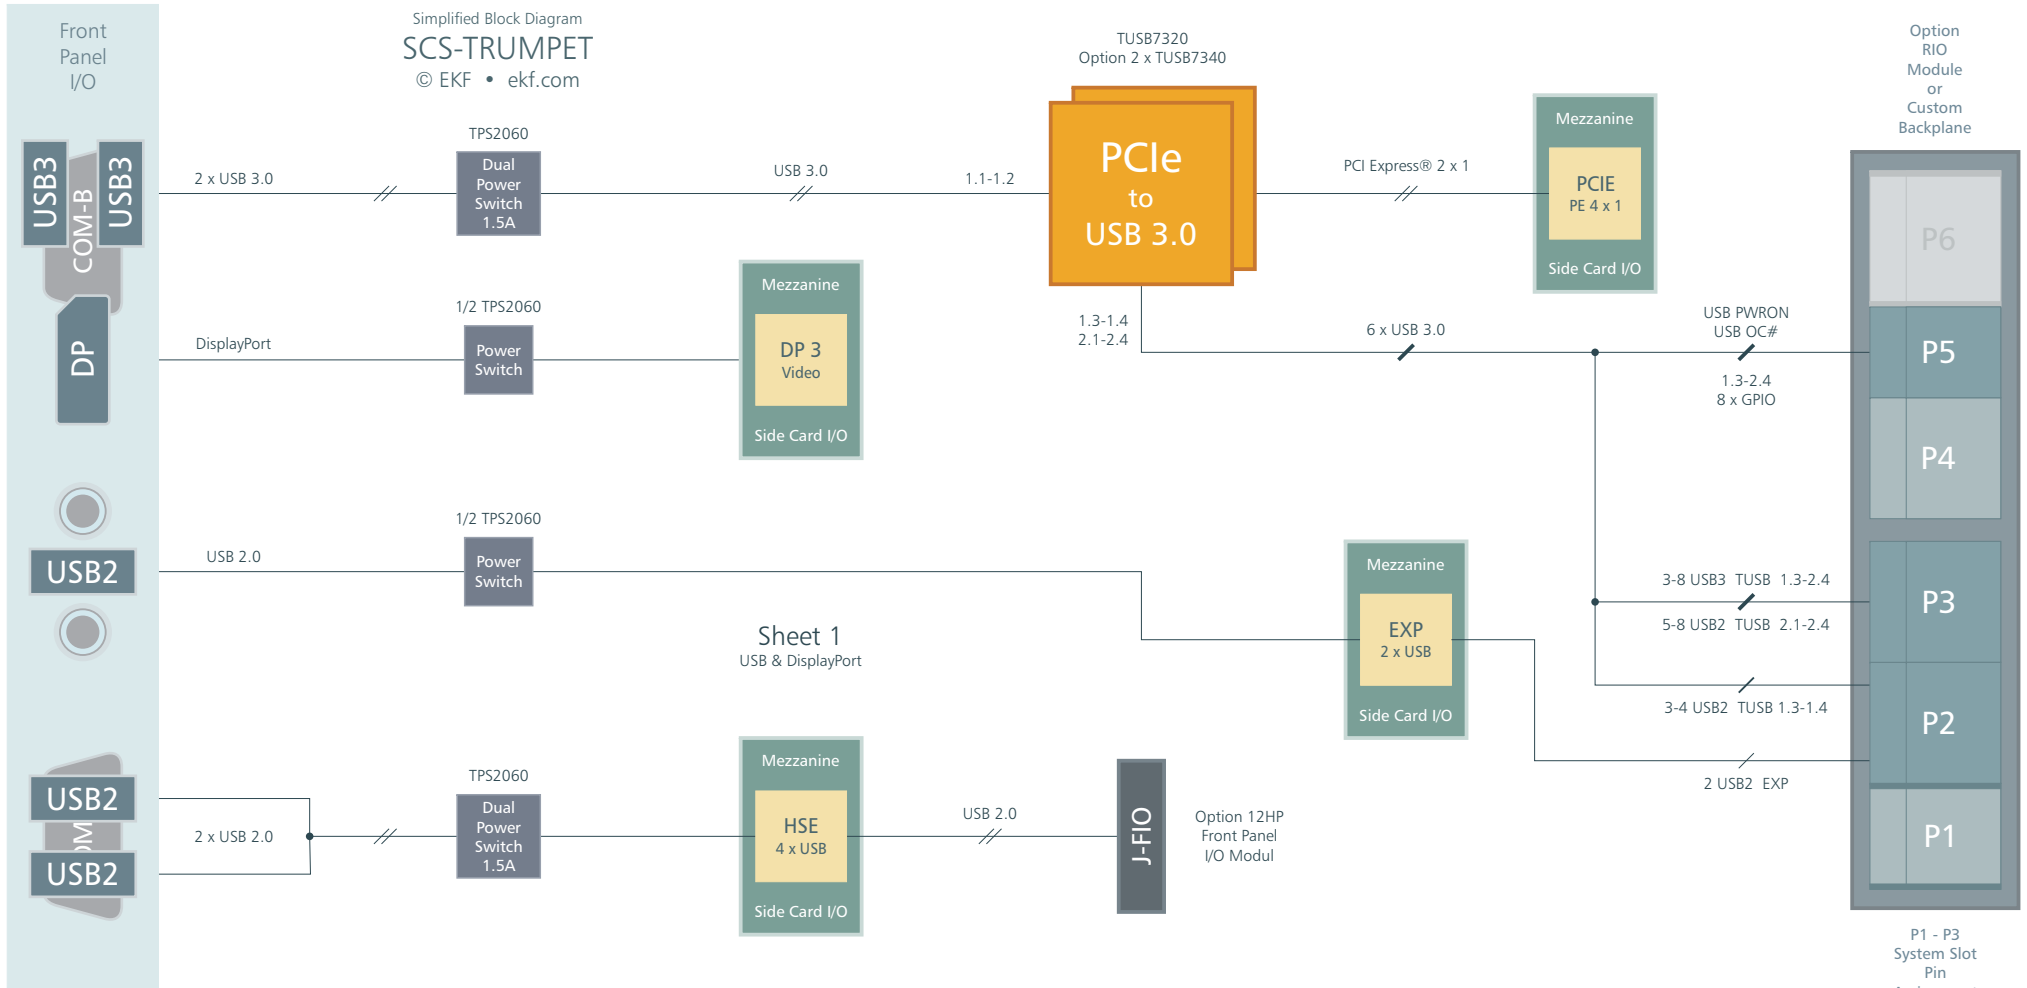 Front
Panel
I/O
Simplified Block Diagram
SCS-TRUMPET
© EKF • ekf.com
TUSB7320
Option 2 x TUSB7340
Option
RIO
Module
or
Custom
Backplane
USB3
COM-B
USB3
2 x USB 3.0
TPS2060
Dual
Power
Switch
1.5A
USB 3.0
1.1-1.2
PCIe
to
USB 3.0
PCI Express® 2 x 1
Mezzanine
PCIE
PE 4 x 1
Side Card I/O
P6
DP
DisplayPort
1/2 TPS2060
Power
Switch
Mezzanine
DP 3
Video
Side Card I/O
1.3-1.4
2.1-2.4
6 x USB 3.0
USB PWRON
USB OC#
1.3-2.4
8 x GPIO
P5
P4
USB2
USB 2.0
1/2 TPS2060
Power
Switch
Sheet 1
USB & DisplayPort
Mezzanine
EXP
2 x USB
Side Card I/O
3-8 USB3 TUSB 1.3-2.4
5-8 USB2 TUSB 2.1-2.4
P3
3-4 USB2 TUSB 1.3-1.4
P2
2 USB2 EXP
USB2
USB2
2 x USB 2.0
TPS2060
Dual
Power
Switch
1.5A
Mezzanine
HSE
4 x USB
Side Card I/O
USB 2.0
J-FIO
Option 12HP
Front Panel
I/O Modul
P1
P1 - P3
System Slot
Pin